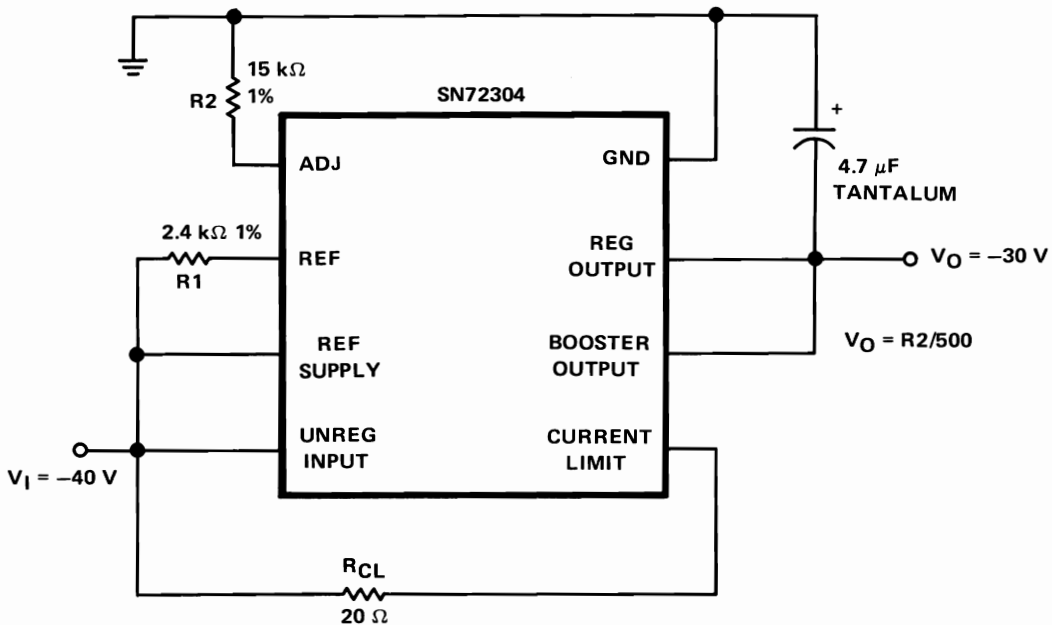 15 kΩ
1%
R2
SN72304
+
ADJ
GND
4.7 μF
TANTALUM
2.4 kΩ 1%
R1
REF
REG
OUTPUT
VO = −30 V
REF
SUPPLY
BOOSTER
OUTPUT
VO = R2/500
UNREG
INPUT
CURRENT
LIMIT
VI = −40 V
RCL
20 Ω